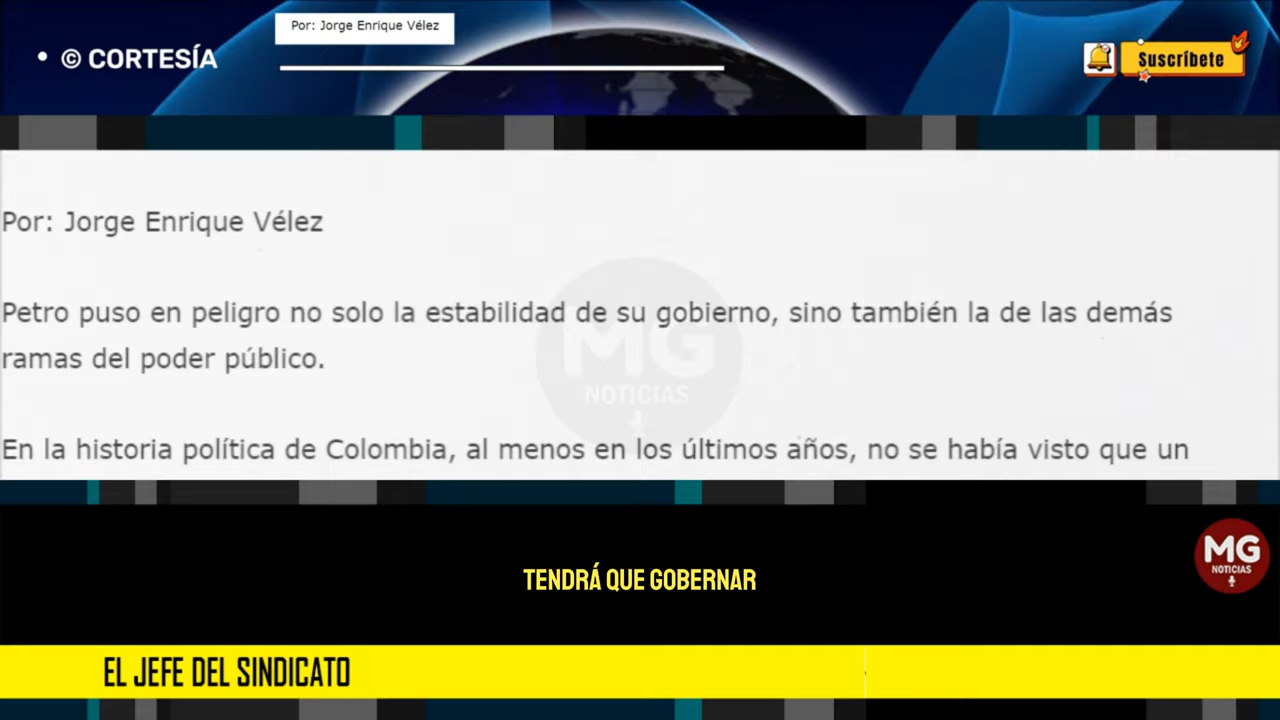 Por: Jorge Enrique Vélez
• © CORTESÍA
Suscríbete
Por: Jorge Enrique Vélez
Petro puso en peligro no solo la estabilidad de su gobierno, sino también la de las demás
ramas del poder público.
MG
NOTICIAS
En la historia política de Colombia, al menos en los últimos años, no se había visto que un
MG
NOTICIAS
TENDRÁ QUE GOBERNAR
EL JEFE DEL SINDICATO